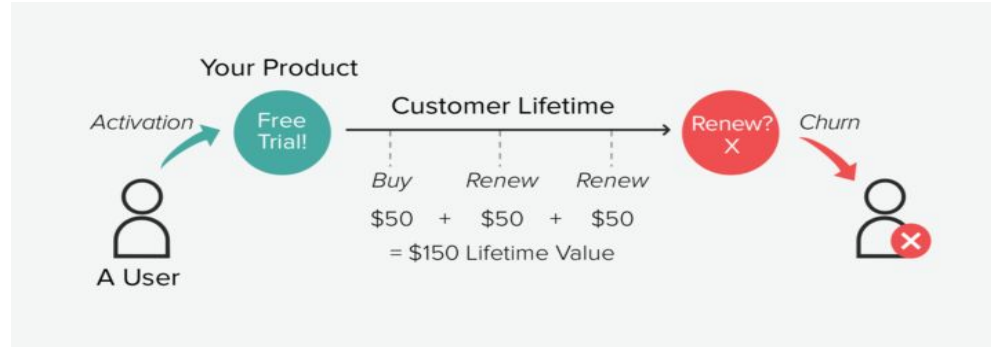 Your Product
Activation
Free
Trial!
Customer Lifetime
Renew?
X
Churn
Buy Renew Renew
$50 + $50 + $50
= $150 Lifetime Value
A User